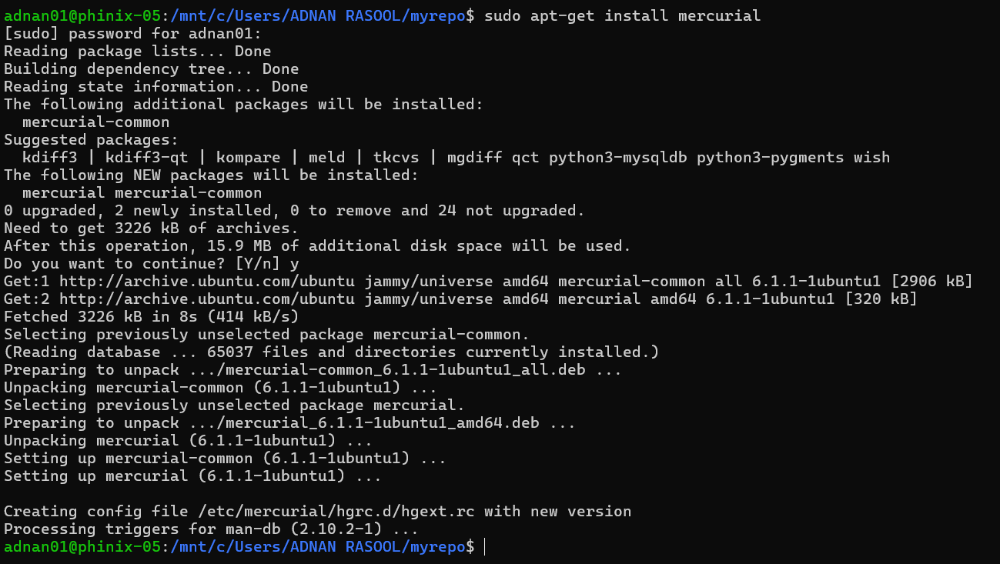 adnan01@phinix-05:/mnt/c/Users/ADNAN RASOOL/myrepo$ sudo apt-get install mercurial
[sudo] password for adnan01:
Reading package lists... Done
Building dependency tree... Done
Reading state information... Done
The following additional packages will be installed:
  mercurial-common
Suggested packages:
  kdiff3 | kdiff3-qt | kompare | meld | tkcvs | mgdiff qct python3-mysqldb python3-pygments wish
The following NEW packages will be installed:
  mercurial mercurial-common
0 upgraded, 2 newly installed, 0 to remove and 24 not upgraded.
Need to get 3226 kB of archives.
After this operation, 15.9 MB of additional disk space will be used.
Do you want to continue? [Y/n] y
Get:1 http://archive.ubuntu.com/ubuntu jammy/universe amd64 mercurial-common all 6.1.1-1ubuntu1 [2906 kB]
Get:2 http://archive.ubuntu.com/ubuntu jammy/universe amd64 mercurial amd64 6.1.1-1ubuntu1 [320 kB]
Fetched 3226 kB in 8s (414 kB/s)
Selecting previously unselected package mercurial-common.
(Reading database ... 65037 files and directories currently installed.)
Preparing to unpack .../mercurial-common_6.1.1-1ubuntu1_all.deb ...
Unpacking mercurial-common (6.1.1-1ubuntu1) ...
Selecting previously unselected package mercurial.
Preparing to unpack .../mercurial_6.1.1-1ubuntu1_amd64.deb ...
Unpacking mercurial (6.1.1-1ubuntu1) ...
Setting up mercurial-common (6.1.1-1ubuntu1) ...
Setting up mercurial (6.1.1-1ubuntu1) ...

Creating config file /etc/mercurial/hgrc.d/hgext.rc with new version
Processing triggers for man-db (2.10.2-1) ...
adnan01@phinix-05:/mnt/c/Users/ADNAN RASOOL/myrepo$